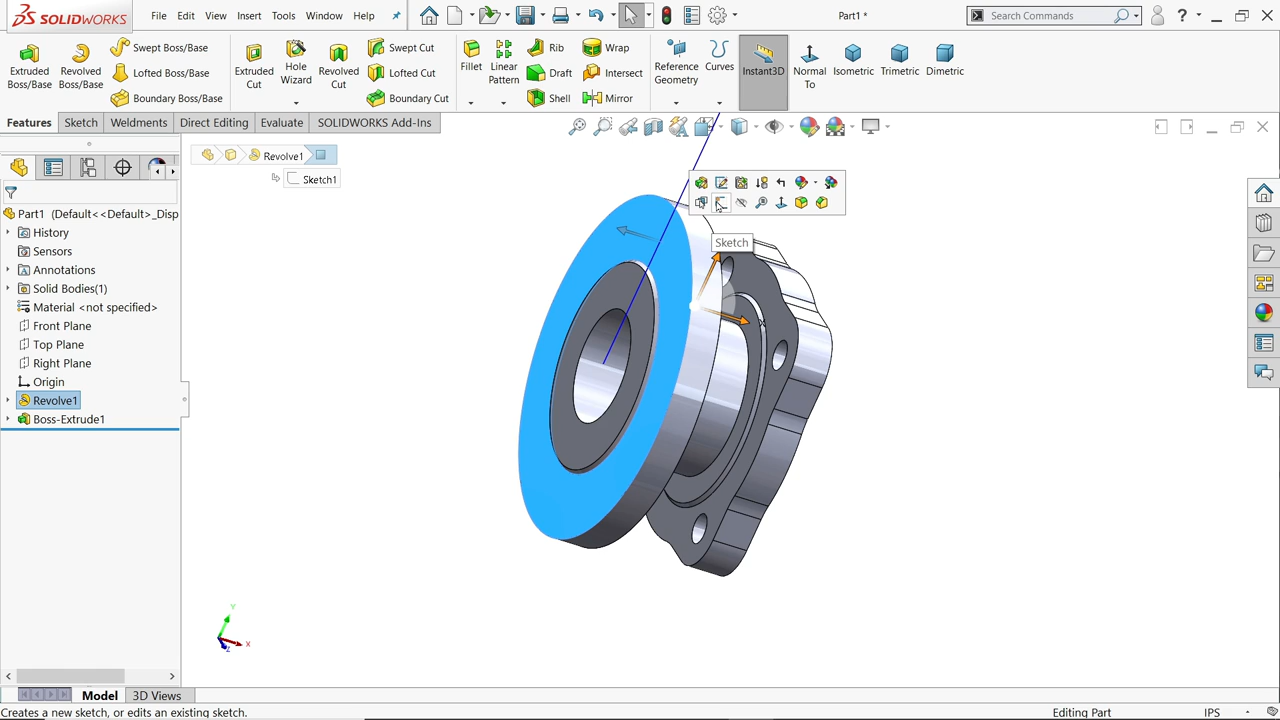 SOLIDWORKS File Edit View Insert Tools Window Help Part1 * Search Commands ?
Extruded Boss/Base
Revolved Boss/Base
Swept Boss/Base
Lofted Boss/Base
Boundary Boss/Base
Extruded Cut
Hole Wizard
Revolved Cut
Swept Cut
Lofted Cut
Boundary Cut
Fillet
Linear Pattern
Rib
Draft
Shell
Wrap
Intersect
Mirror
Reference Geometry
Curves
Instant3D
Normal To
Isometric
Trimetric
Dimetric
Features Sketch Weldments Direct Editing Evaluate SOLIDWORKS Add-Ins
Revolve1
Sketch1
Part1 (Default<<Default>_Disp
History
Sensors
Annotations
Solid Bodies(1)
Material <not specified>
Front Plane
Top Plane
Right Plane
Origin
Revolve1
Boss-Extrude1
Sketch
Y
X
Z
Model 3D Views
Creates a new sketch, or edits an existing sketch. Editing Part IPS